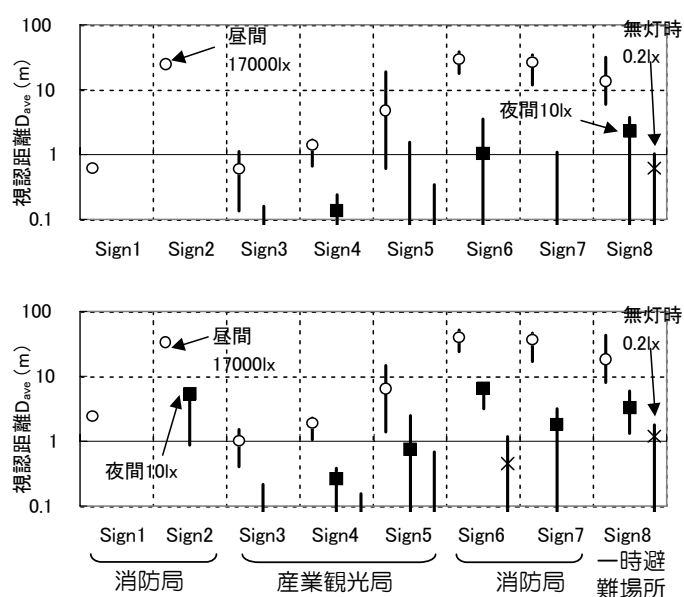 視認距離Dave (m)
100
10
1
0.1
昼間
17000lx
夜間10lx
無灯時
0.2lx
Sign1 Sign2 Sign3 Sign4 Sign5 Sign6 Sign7 Sign8
視認距離Dave (m)
100
10
1
0.1
昼間
17000lx
夜間10lx
無灯時
0.2lx
Sign1 Sign2 Sign3 Sign4 Sign5 Sign6 Sign7 Sign8
消防局 産業観光局 消防局 一時避
難場所